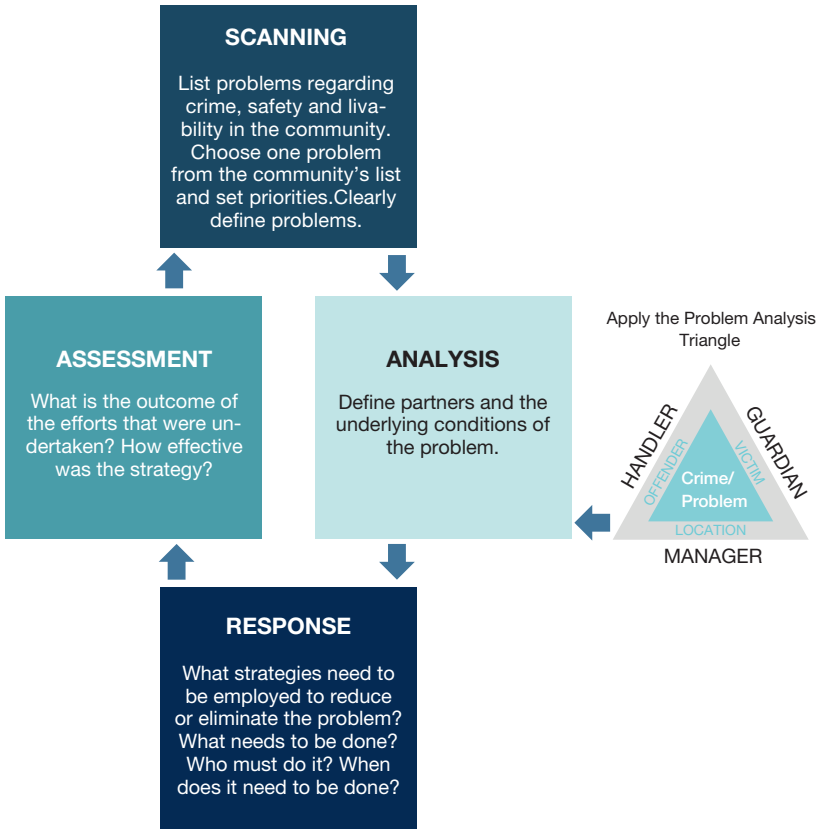 SCANNING
List problems regarding
crime, safety and liva-
bility in the community.
Choose one problem
from the community’s list
and set priorities.Clearly
define problems.
ASSESSMENT
What is the outcome of
the efforts that were un-
dertaken? How effective
was the strategy?
ANALYSIS
Define partners and the
underlying conditions of
the problem.
Apply the Problem Analysis
Triangle
HANDLER
GUARDIAN
OFFENDER
VICTIM
Crime/
Problem
LOCATION
MANAGER
RESPONSE
What strategies need to
be employed to reduce
or eliminate the problem?
What needs to be done?
Who must do it? When
does it need to be done?